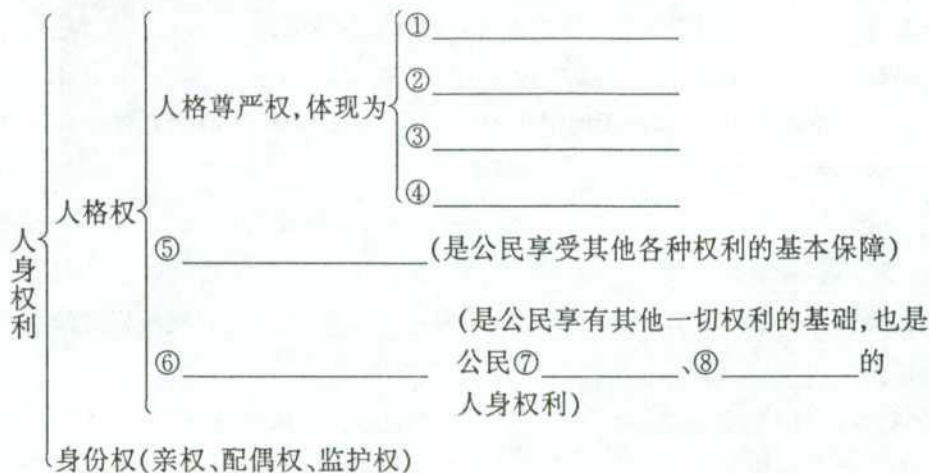 ①
②
人格尊严权,体现为
③
④
人格权
人身权利
⑤ (是公民享受其他各种权利的基本保障)
(是公民享有其他一切权利的基础,也是
⑥ 公民⑦ 、⑧ 的
人身权利)
身份权(亲权、配偶权、监护权)